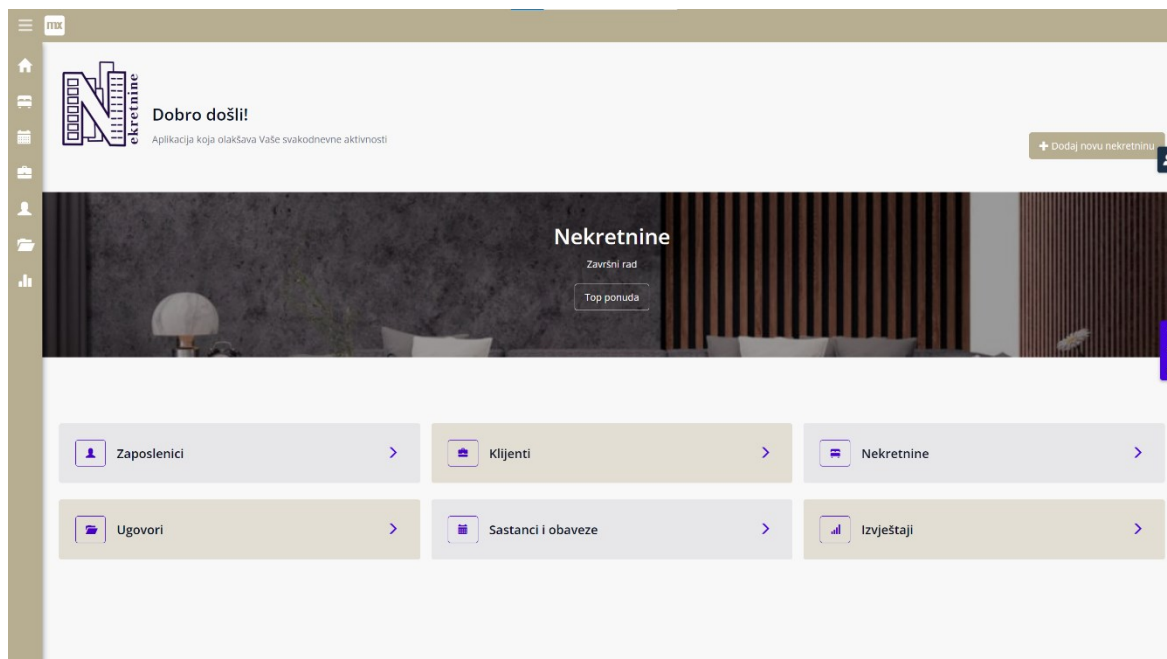 mx
N
ekretnine
Dobro došli!
Aplikacija koja olakšava Vaše svakodnevne aktivnosti
Dodaj novu nekretninu
Nekretnine
Završni rad
Top ponuda
Zaposlenici
Klijenti
Nekretnine
Ugovori
Sastanci i obaveze
Izvještaji